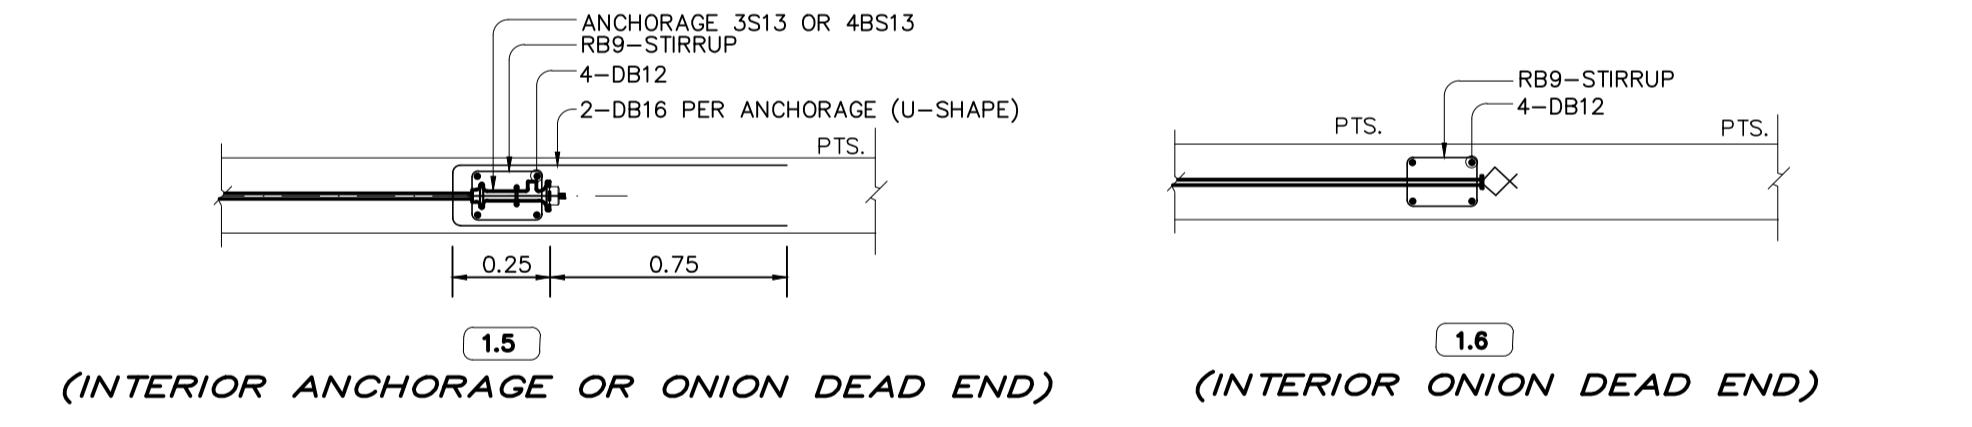 ANCHORAGE 3S13 OR 4BS13
RB9-STIRRUP
4-DB12
2-DB16 PER ANCHORAGE (U-SHAPE)
PTS.
0.25
0.75
1.5
(INTERIOR ANCHORAGE OR ONION DEAD END)
RB9-STIRRUP
4-DB12
PTS.
PTS.
1.6
(INTERIOR ONION DEAD END)